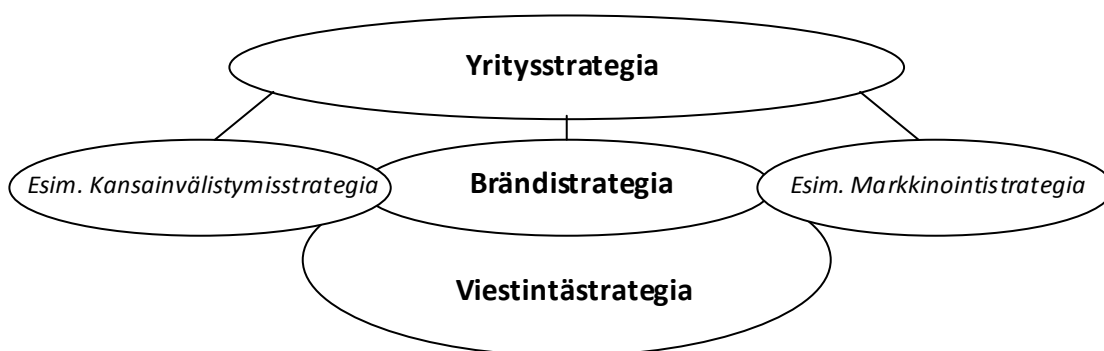 Yritysstrategia
Esim. Kansainvälistymisstrategia
Brändistrategia
Esim. Markkinointistrategia
Viestintästrategia